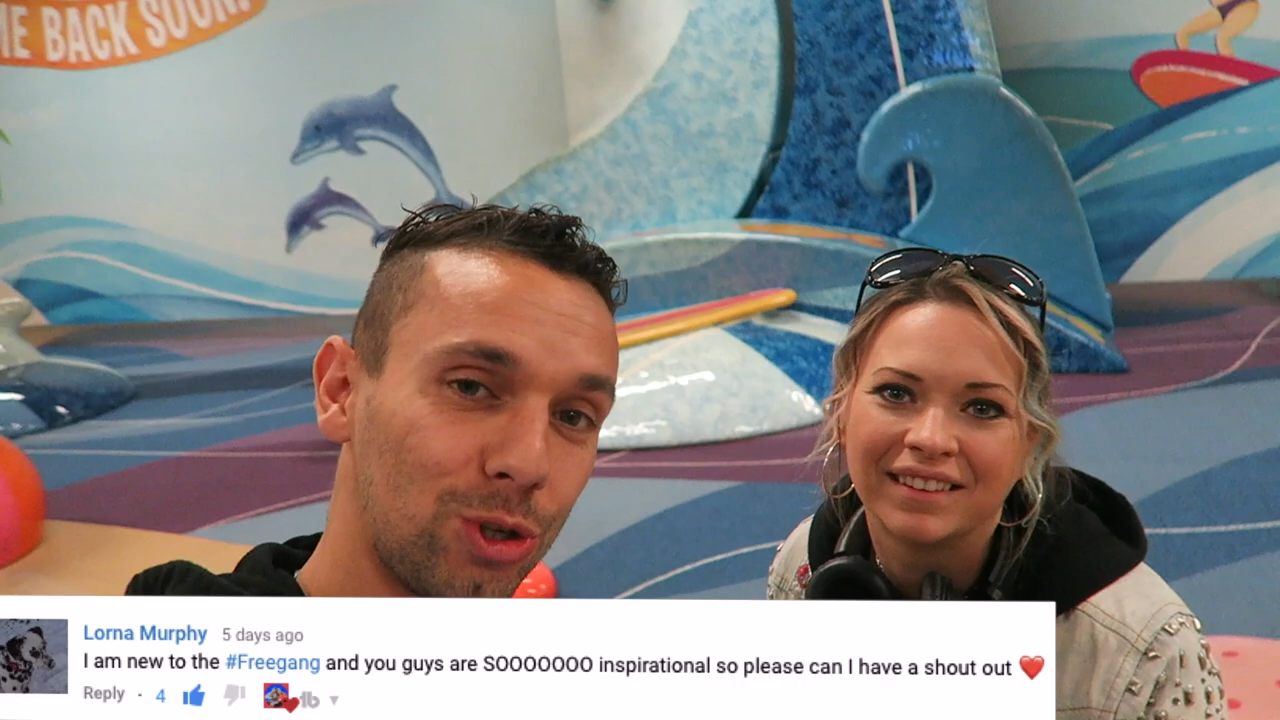 ME BACK SOON!
Lorna Murphy 5 days ago
I am new to the #Freegang and you guys are SOOOOOOO inspirational so please can I have a shout out ❤️
Reply · 4